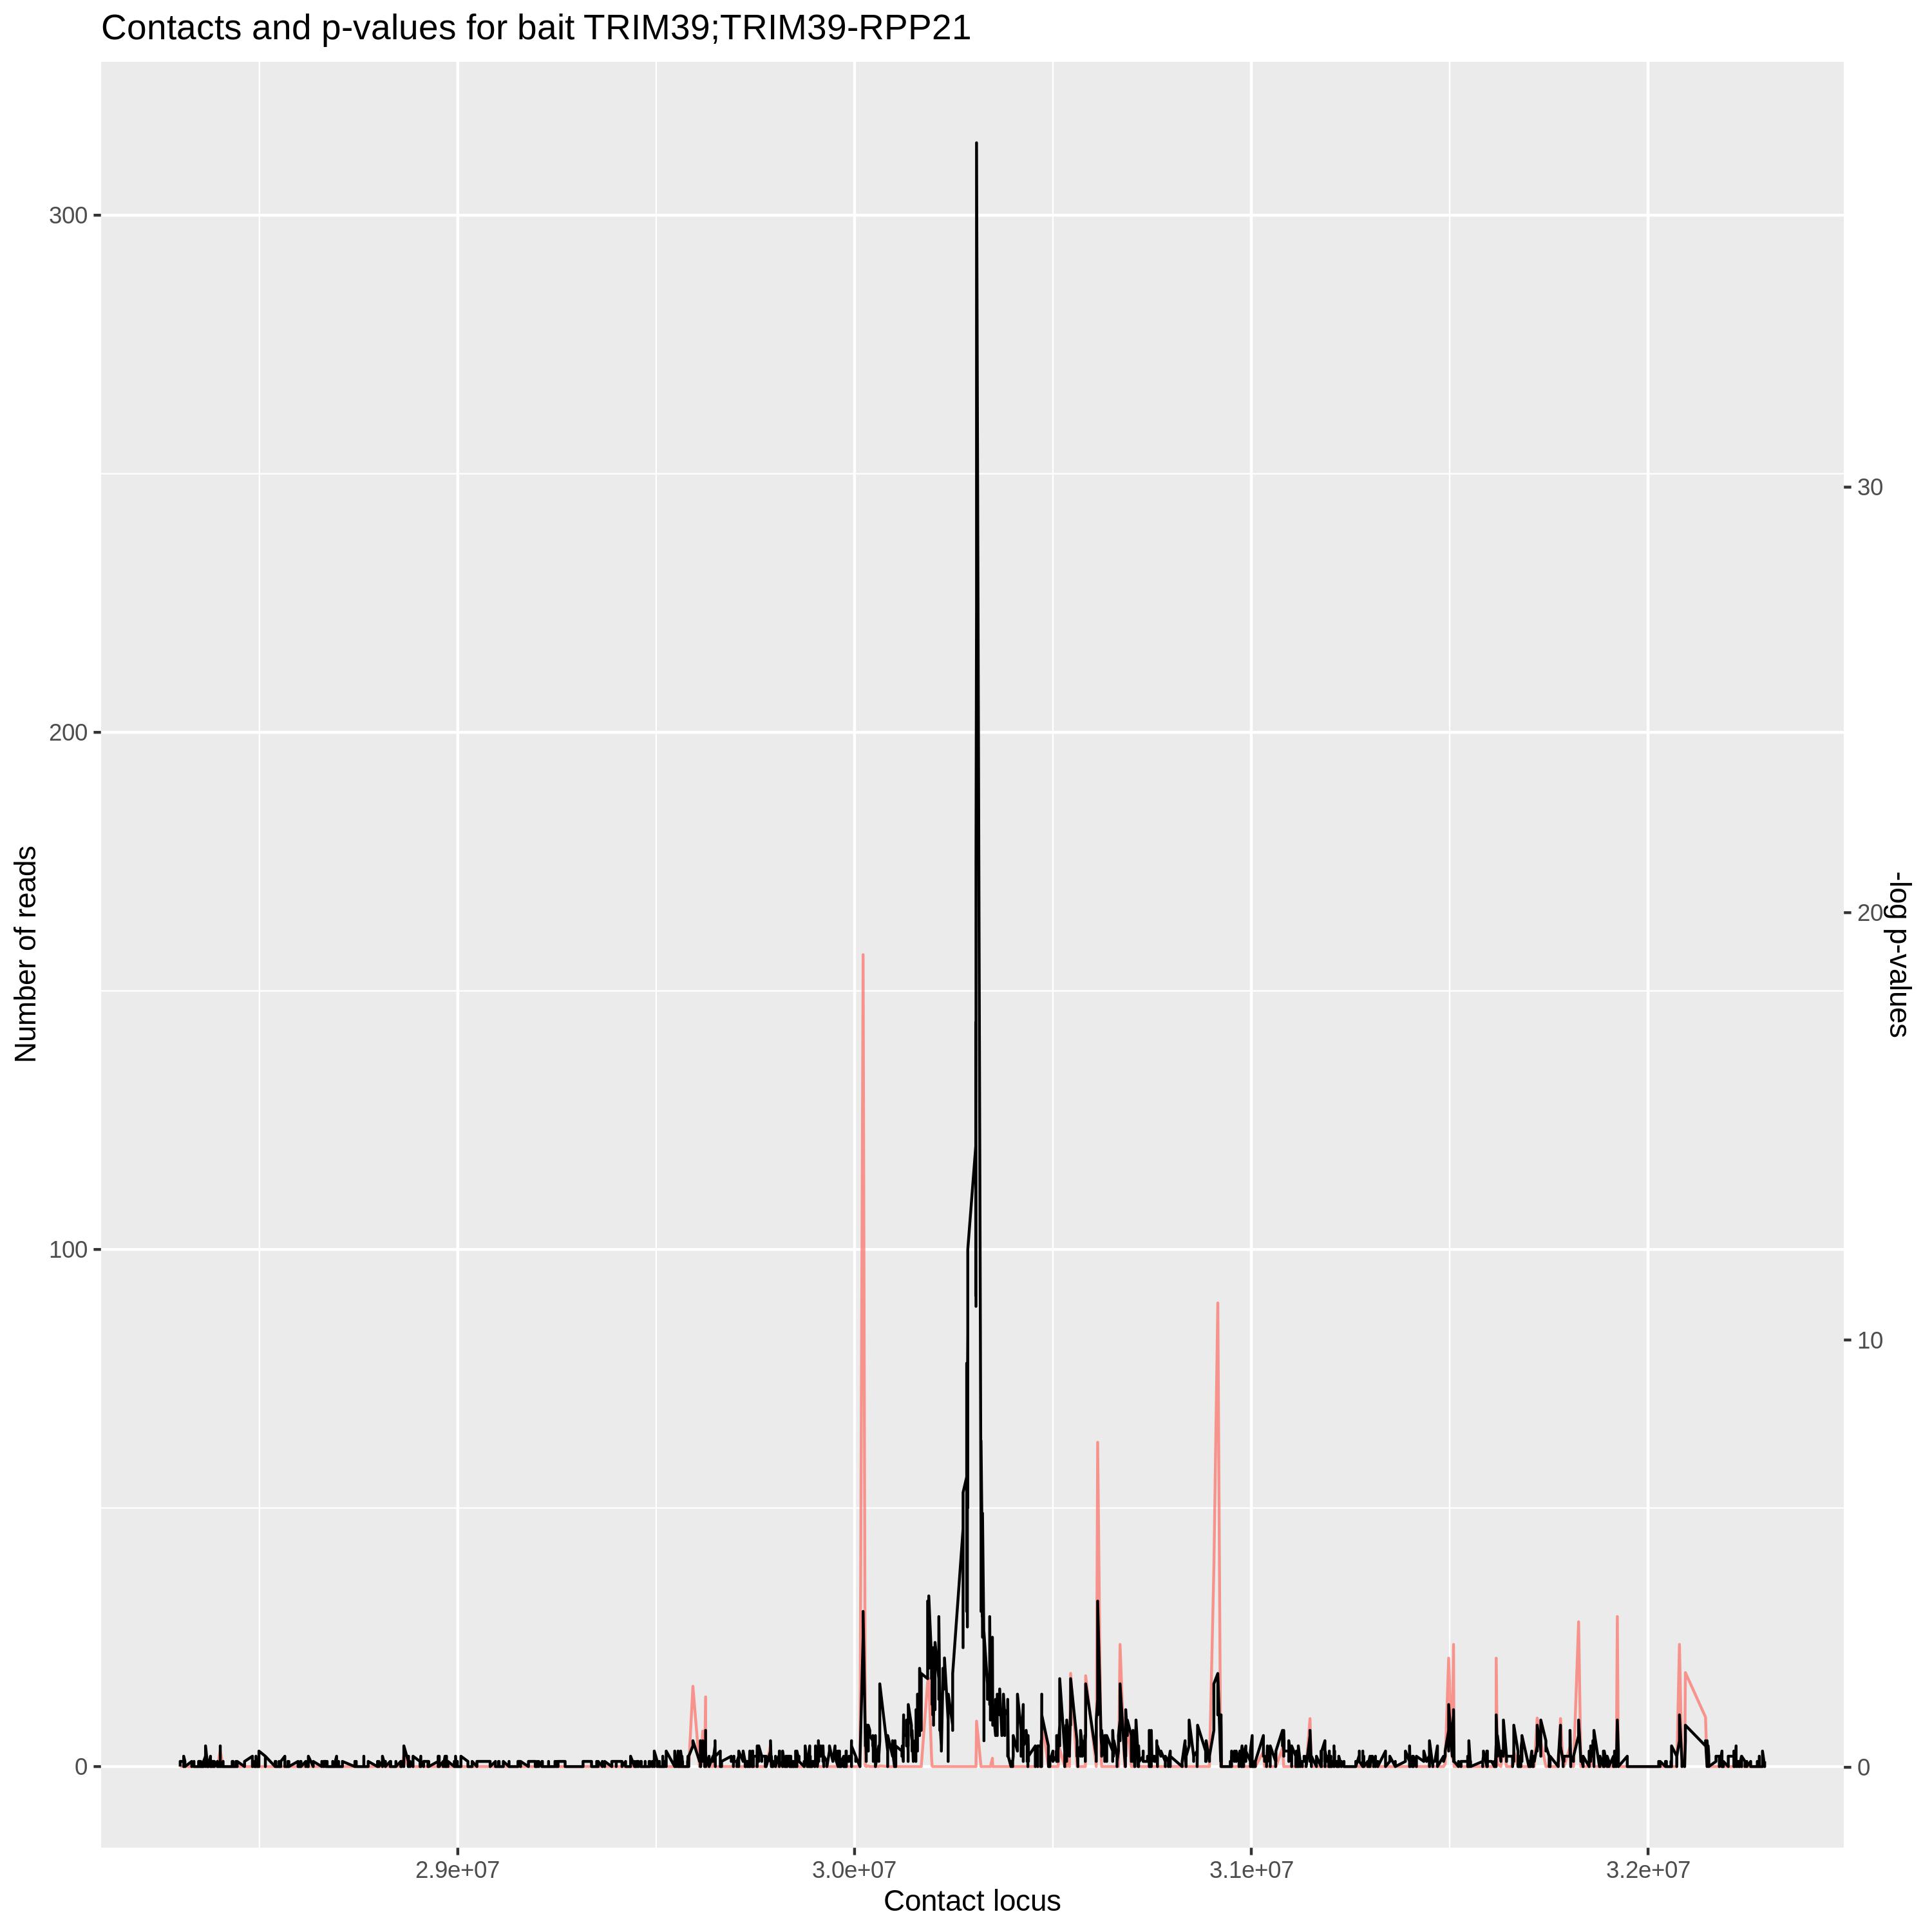 Contacts and p-values for bait TRIM39;TRIM39-RPP21
300
200
100
0
Number of reads
30
20
10
0
-log p-values
2.9e+07
3.0e+07
3.1e+07
3.2e+07
Contact locus